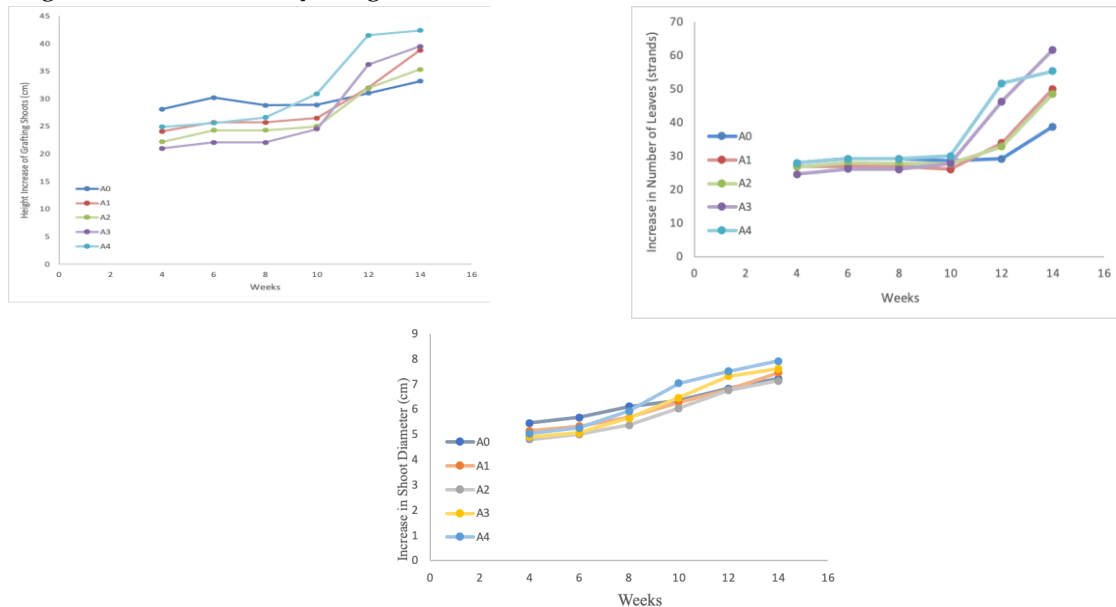 45
40
35
30
25
20
15
10
5
0
Height Increase of Grafting Shoots (cm)
A0
A1
A2
A3
A4
0 2 4 6 8 10 12 14 16
Weeks
70
60
50
40
30
20
10
0
Increase in Number of Leaves (strands)
A0
A1
A2
A3
A4
0 2 4 6 8 10 12 14 16
Weeks
9
8
7
6
5
4
3
2
1
0
Increase in Shoot Diameter (cm)
A0
A1
A2
A3
A4
0 2 4 6 8 10 12 14 16
Weeks